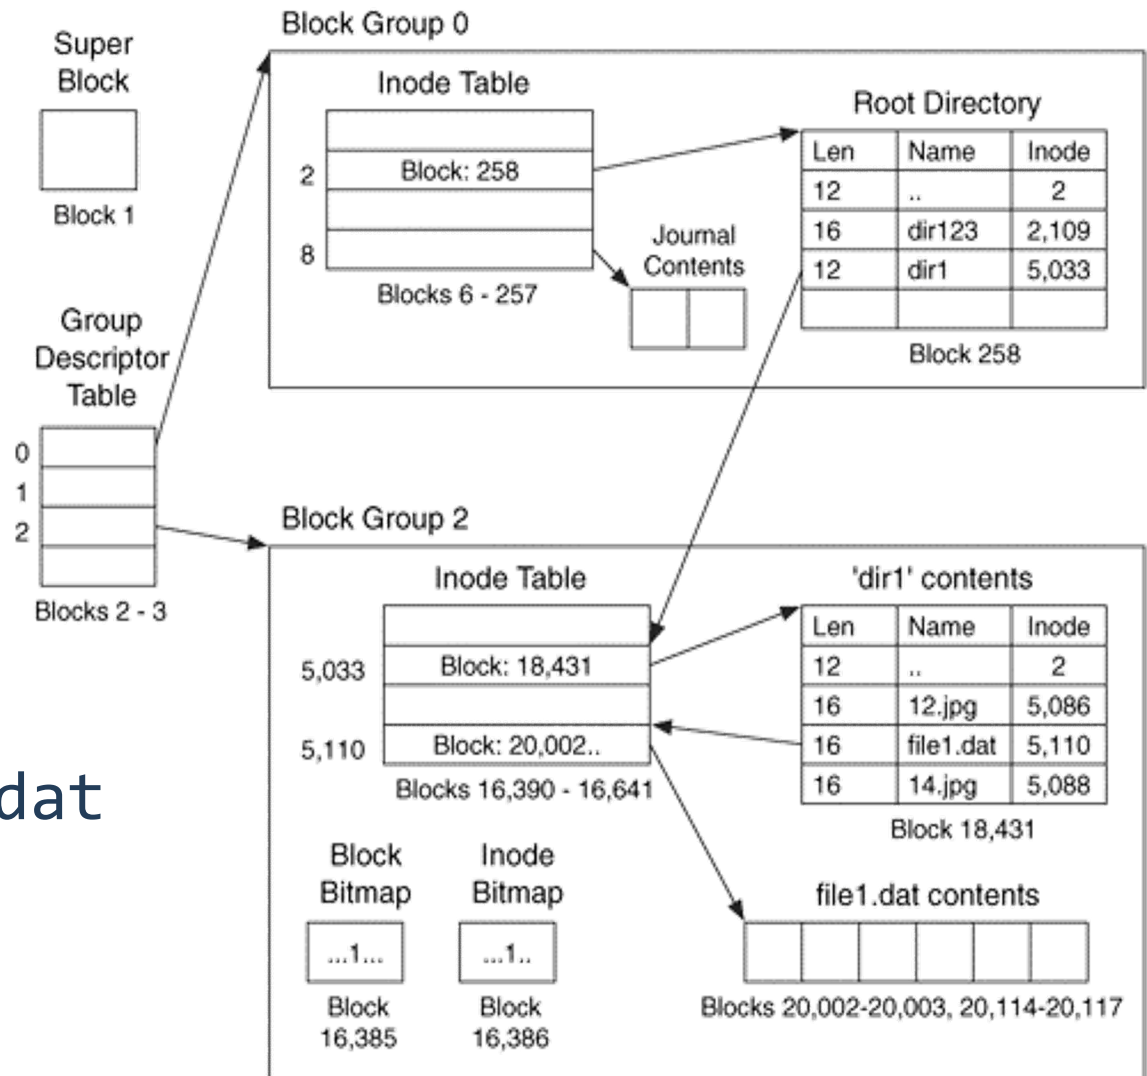 Super
Block
Block 1
Group
Descriptor
Table
0
1
2
Blocks 2 - 3
Block Group 0
Inode Table
2 Block: 258
8
Blocks 6 - 257
Journal
Contents
Root Directory
Len Name Inode
12 .. 2
16 dir123 2,109
12 dir1 5,033
Block 258
Block Group 2
Inode Table
5,033 Block: 18,431
5,110 Block: 20,002..
Blocks 16,390 - 16,641
'dir1' contents
Len Name Inode
12 .. 2
16 12.jpg 5,086
16 file1.dat 5,110
16 14.jpg 5,088
Block 18,431
dat
Block
Bitmap
...1...
Block
16,385
Inode
Bitmap
...1..
Block
16,386
file1.dat contents
Blocks 20,002-20,003, 20,114-20,117